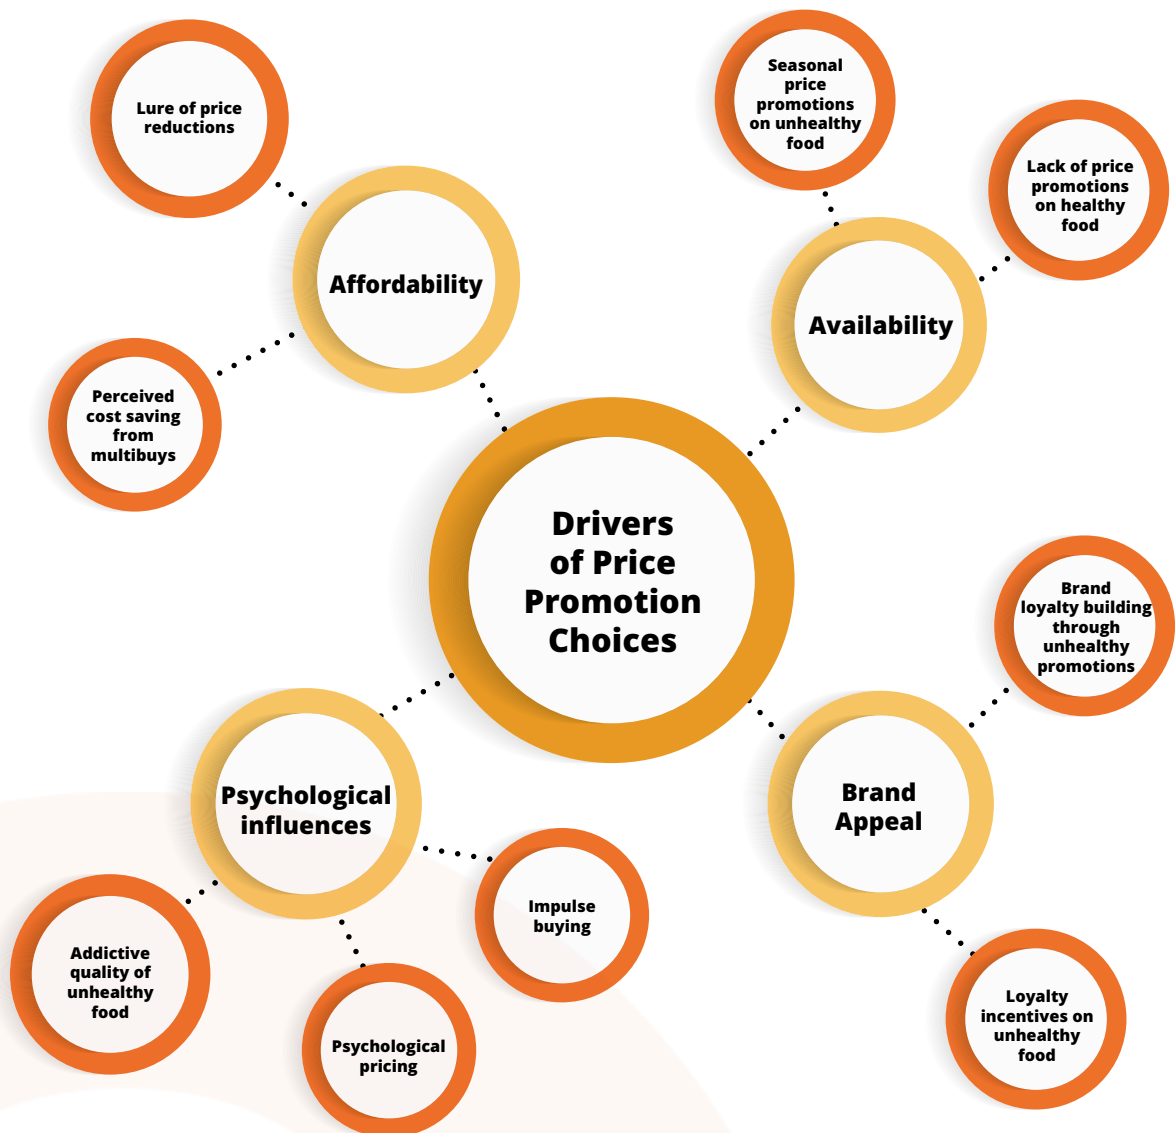 Lure of price
reductions
Seasonal
price
promotions
on unhealthy
food
Lack of price
promotions
on healthy
food
Affordability
Availability
Perceived
cost saving
from
multibuys
Drivers
of Price
Promotion
Choices
Brand
loyalty building
through
unhealthy
promotions
Psychological
influences
Brand
Appeal
Impulse
buying
Addictive
quality of
unhealthy
food
Psychological
pricing
Loyalty
incentives on
unhealthy
food